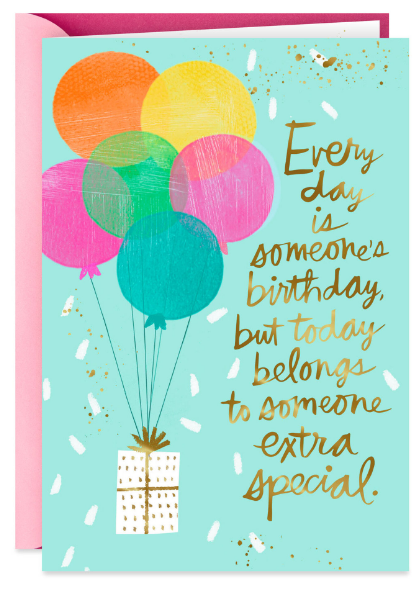 Every
day
is
someone's
birthday,
but today
belongs
to someone
extra
special.